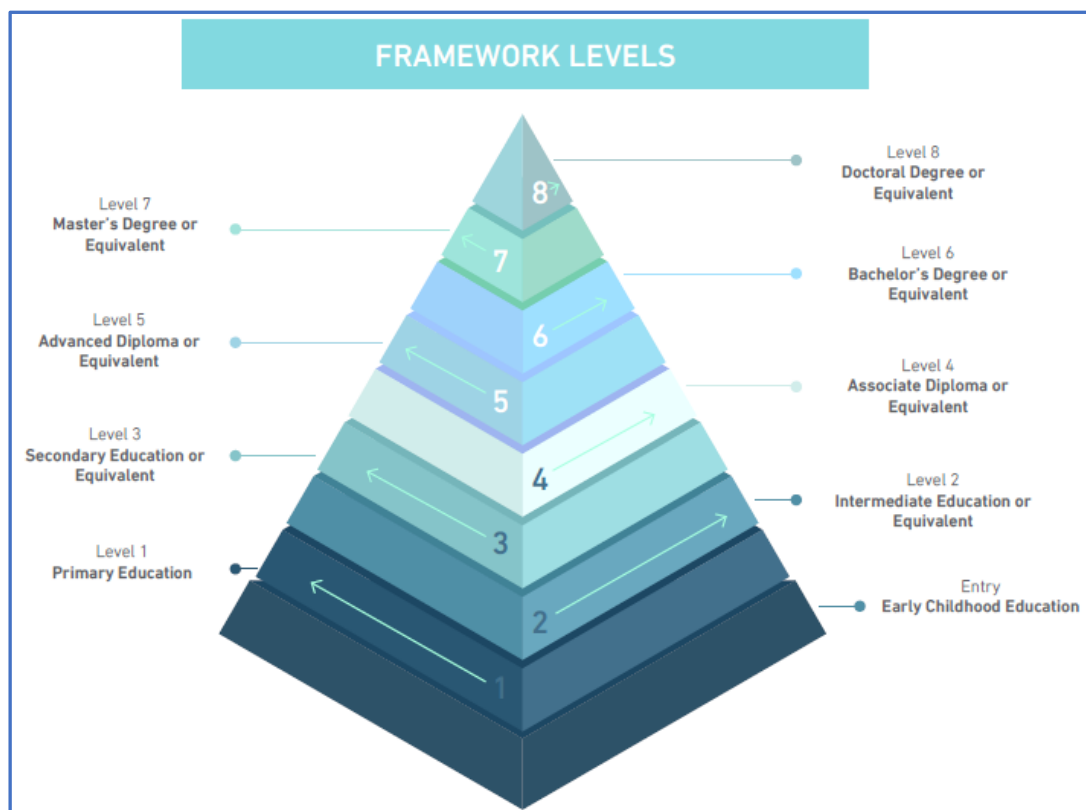 FRAMEWORK LEVELS
Level 8
Doctoral Degree or
Equivalent
Level 7
Master's Degree or
Equivalent
Level 6
Bachelor's Degree or
Equivalent
Level 5
Advanced Diploma or
Equivalent
Level 4
Associate Diploma or
Equivalent
Level 3
Secondary Education or
Equivalent
Level 2
Intermediate Education or
Equivalent
Level 1
Primary Education
Entry
Early Childhood Education
8
7
6
5
4
3
2
1